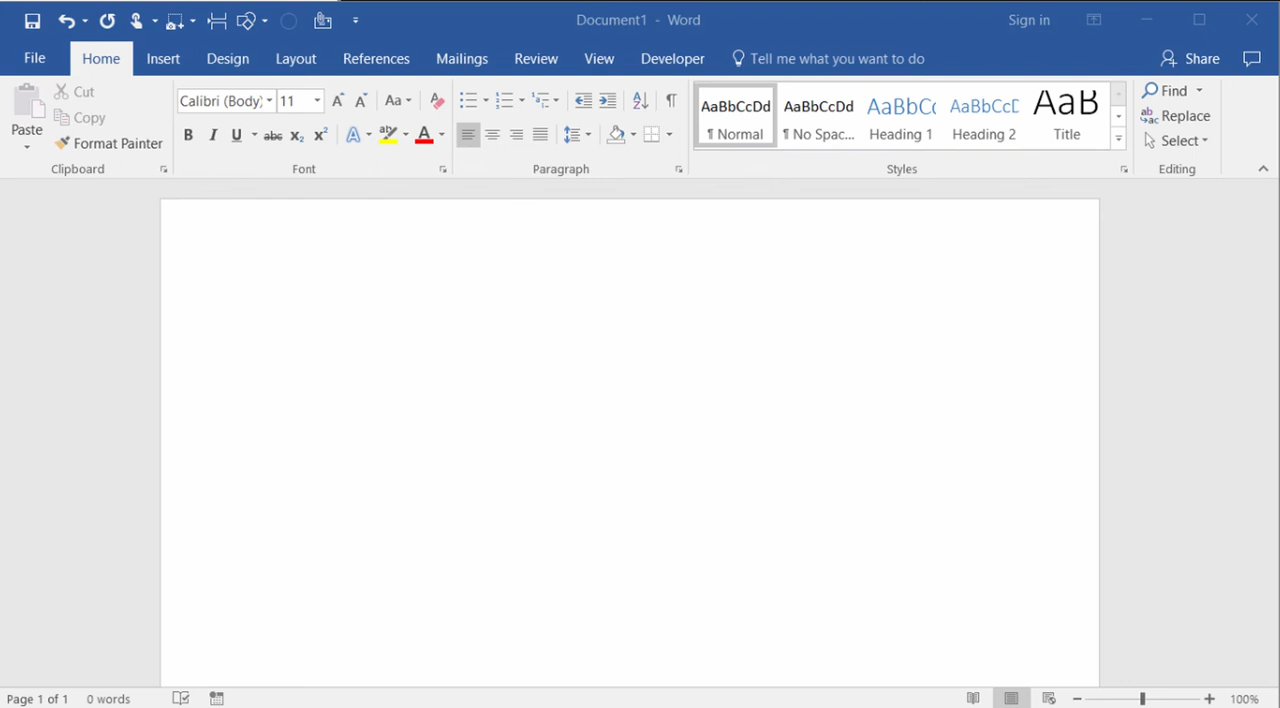 Document1 - Word
Sign in
File Home Insert Design Layout References Mailings Review View Developer Tell me what you want to do Share
Paste
Cut
Copy
Format Painter
Clipboard
Calibri (Body) 11
Aa
B I U abc X₂ X²
A ab A
Font
Paragraph
AaBbCcDd AaBbCcDd AaBbCc AaBbCcD AaB
¶ Normal ¶ No Spac... Heading 1 Heading 2 Title
Styles
Find
Replace
Select
Editing
Page 1 of 1 0 words
100%